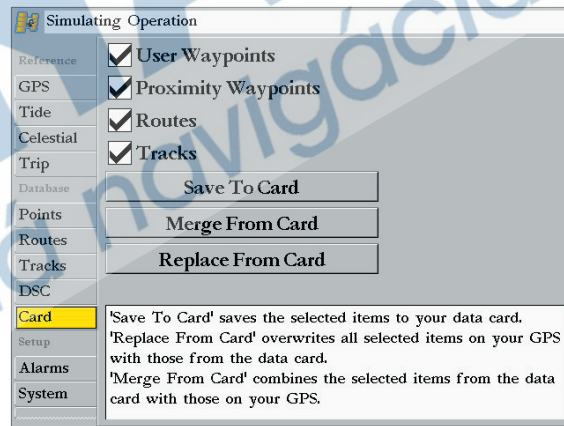 Simulating Operation
Reference
GPS
Tide
Celestial
Trip
Database
Points
Routes
Tracks
DSC
Card
Setup
Alarms
System
User Waypoints
Proximity Waypoints
Routes
Tracks
Save To Card
Merge From Card
Replace From Card
'Save To Card' saves the selected items to your data card.
'Replace From Card' overwrites all selected items on your GPS
with those from the data card.
'Merge From Card' combines the selected items from the data
card with those on your GPS.